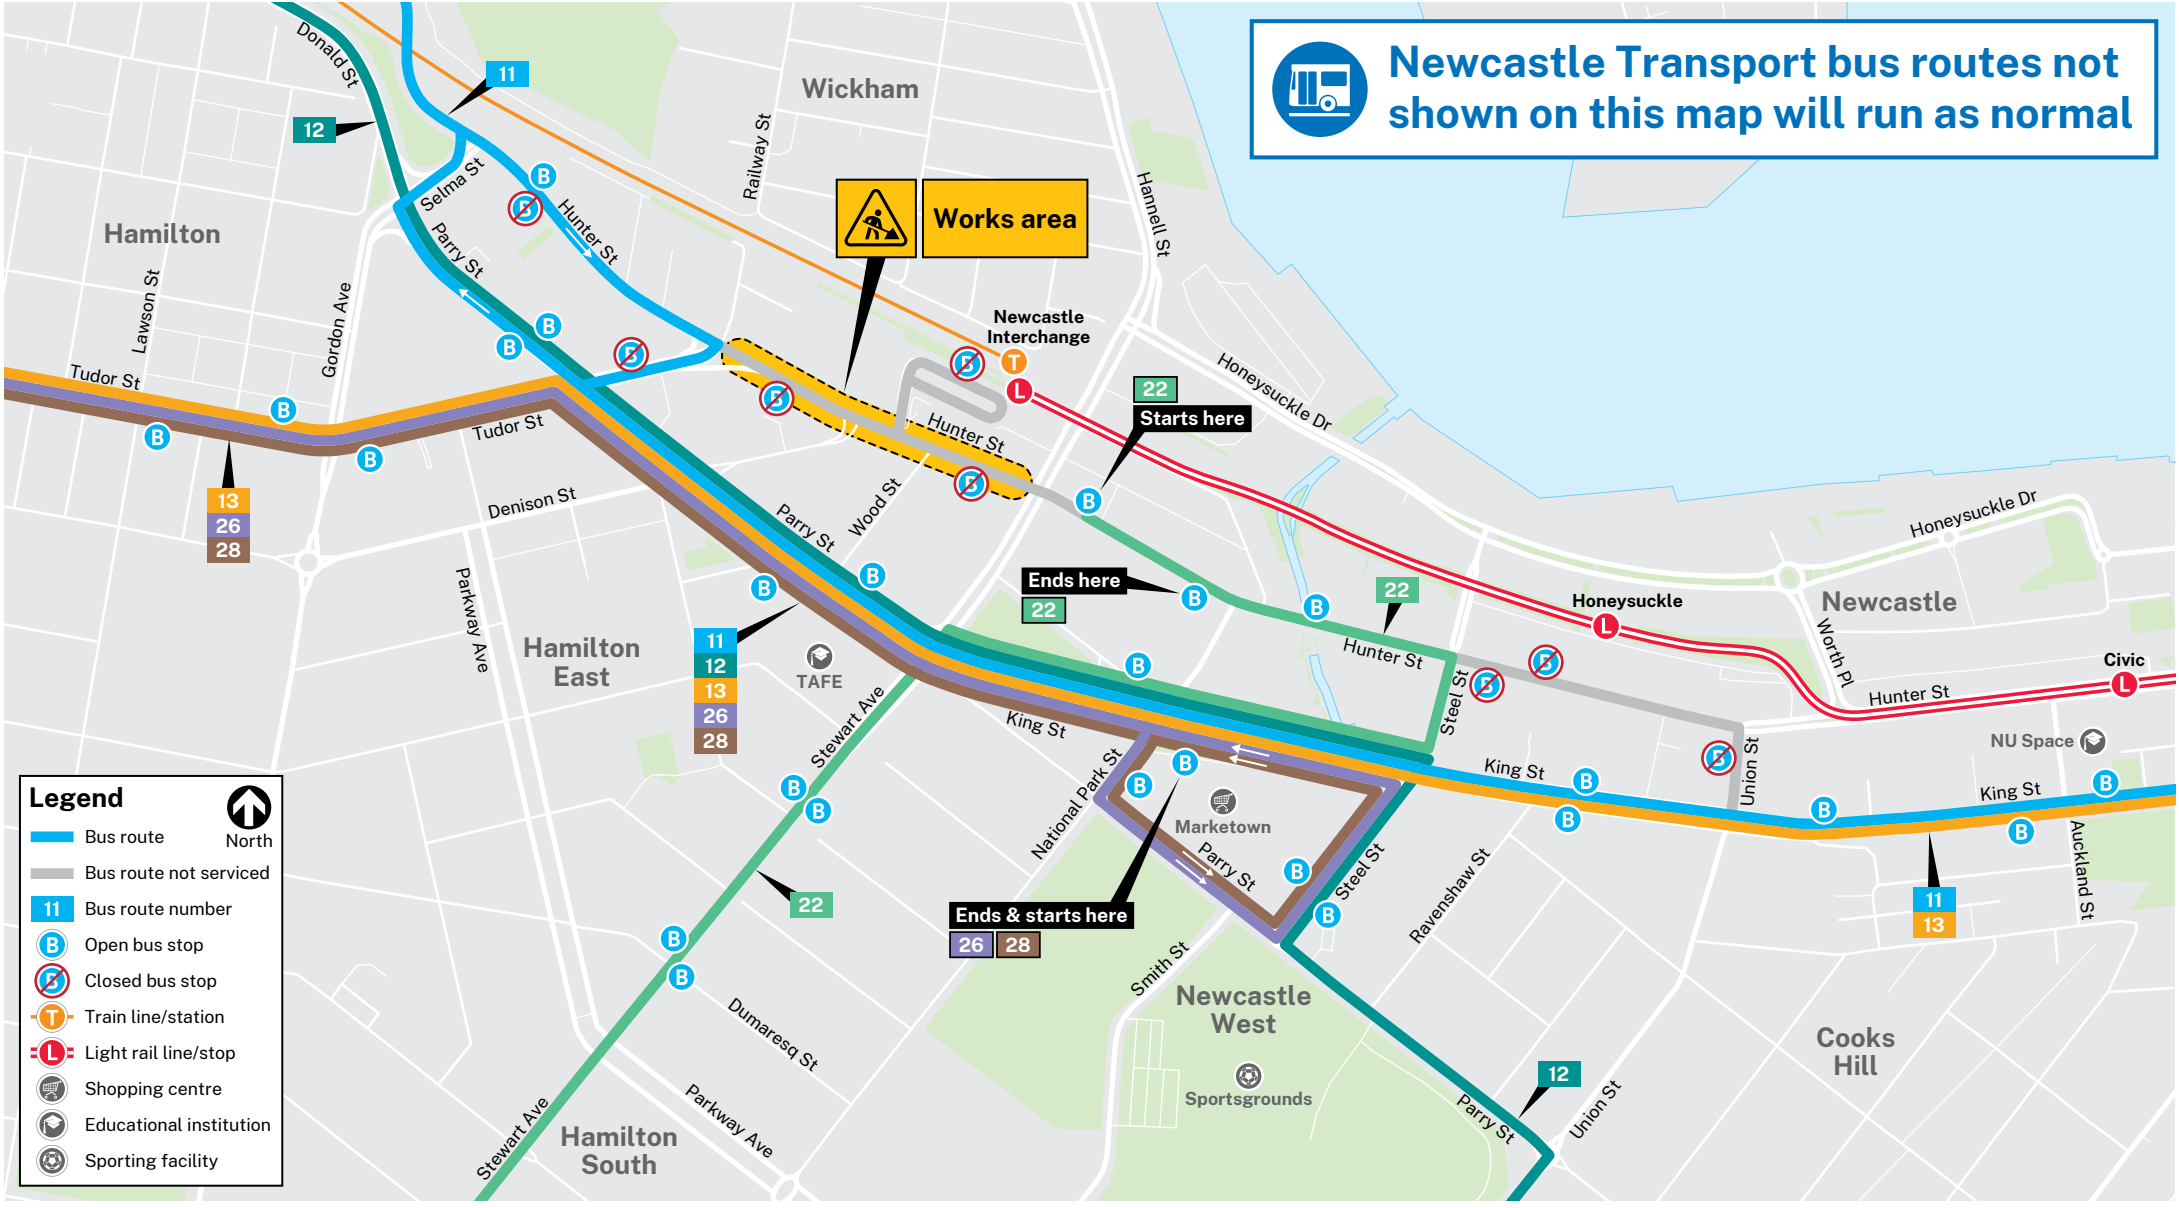 Newcastle Transport bus routes not
shown on this map will run as normal
Donald St
11
12
Wickham
Railway St
Hannell St
Selma St
Hunter St
Works area
Hamilton
Parry St
Lawson St
Gordon Ave
Newcastle
Interchange
T
L
Honeysuckle Dr
Tudor St
Tudor St
22
Starts here
Hunter St
13
26
28
Denison St
Wood St
Parry St
Honeysuckle Dr
Parkway Ave
Ends here
22
22
Honeysuckle
L
Newcastle
Hunter St
Worth Pl
Hamilton
East
11
12
13
26
28
TAFE
Stewart Ave
King St
Steel St
Civic
L
Hunter St
NU Space
National Park St
King St
Union St
King St
Marketown
Parry St
Steel St
Ravenshaw St
Auckland St
22
Ends & starts here
26 28
11
13
Smith St
Newcastle
West
Dumaresq St
Sportsgrounds
Cooks
Hill
12
Parry St
Union St
Parkway Ave
Stewart Ave
Hamilton
South
Legend
North
Bus route
Bus route not serviced
11 Bus route number
B Open bus stop
B Closed bus stop
T Train line/station
L Light rail line/stop
Shopping centre
Educational institution
Sporting facility